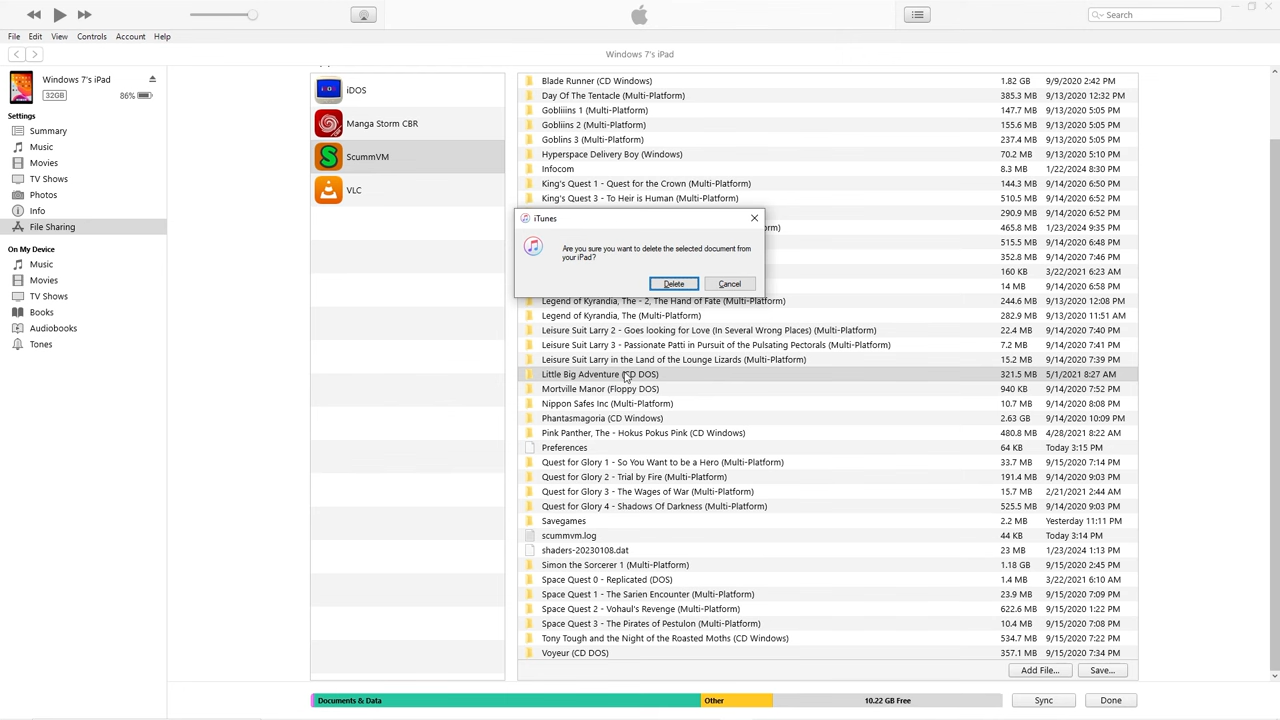 Search
File Edit View Controls Account Help
Windows 7's iPad
Windows 7's iPad
32GB 86%
Settings
Summary
Music
Movies
TV Shows
Photos
Info
File Sharing
On My Device
Music
Movies
TV Shows
Books
Audiobooks
Tones
iDOS
Manga Storm CBR
ScummVM
VLC
Blade Runner (CD Windows) 1.82 GB 9/9/2020 2:42 PM
Day Of The Tentacle (Multi-Platform) 385.3 MB 9/13/2020 12:32 PM
Gobliiins 1 (Multi-Platform) 147.7 MB 9/13/2020 5:05 PM
Gobliins 2 (Multi-Platform) 155.6 MB 9/13/2020 5:05 PM
Goblins 3 (Multi-Platform) 237.4 MB 9/13/2020 5:05 PM
Hyperspace Delivery Boy (Windows) 70.2 MB 9/13/2020 5:10 PM
Infocom 8.3 MB 1/22/2024 8:30 PM
King's Quest 1 - Quest for the Crown (Multi-Platform) 144.3 MB 9/14/2020 6:50 PM
King's Quest 3 - To Heir is Human (Multi-Platform) 510.5 MB 9/14/2020 6:52 PM
290.9 MB 9/14/2020 6:52 PM
rm) 465.8 MB 1/23/2024 9:35 PM
515.5 MB 9/14/2020 6:48 PM
352.8 MB 9/14/2020 7:46 PM
160 KB 3/22/2021 6:23 AM
14 MB 9/14/2020 6:58 PM
iTunes
Are you sure you want to delete the selected document from
your iPad?
Delete Cancel
Legend of Kyrandia, The - 2, The Hand of Fate (Multi-Platform) 244.6 MB 9/13/2020 12:08 PM
Legend of Kyrandia, The (Multi-Platform) 282.9 MB 9/13/2020 11:51 AM
Leisure Suit Larry 2 - Goes looking for Love (In Several Wrong Places) (Multi-Platform) 22.4 MB 9/14/2020 7:40 PM
Leisure Suit Larry 3 - Passionate Patti in Pursuit of the Pulsating Pectorals (Multi-Platform) 7.2 MB 9/14/2020 7:41 PM
Leisure Suit Larry in the Land of the Lounge Lizards (Multi-Platform) 15.2 MB 9/14/2020 7:39 PM
Little Big Adventure (CD DOS) 321.5 MB 5/1/2021 8:27 AM
Mortville Manor (Floppy DOS) 940 KB 9/14/2020 7:52 PM
Nippon Safes Inc (Multi-Platform) 10.7 MB 9/14/2020 8:08 PM
Phantasmagoria (CD Windows) 2.63 GB 9/14/2020 10:09 PM
Pink Panther, The - Hokus Pokus Pink (CD Windows) 480.8 MB 4/28/2021 8:22 AM
Preferences 64 KB Today 3:15 PM
Quest for Glory 1 - So You Want to be a Hero (Multi-Platform) 33.7 MB 9/15/2020 7:14 PM
Quest for Glory 2 - Trial by Fire (Multi-Platform) 191.4 MB 9/14/2020 9:03 PM
Quest for Glory 3 - The Wages of War (Multi-Platform) 15.7 MB 2/21/2021 2:44 AM
Quest for Glory 4 - Shadows Of Darkness (Multi-Platform) 525.5 MB 9/14/2020 9:03 PM
Savegames 2.2 MB Yesterday 11:11 PM
scummvm.log 44 KB Today 3:14 PM
shaders-20230108.dat 23 MB 1/23/2024 1:13 PM
Simon the Sorcerer 1 (Multi-Platform) 1.18 GB 9/15/2020 2:45 PM
Space Quest 0 - Replicated (DOS) 1.4 MB 3/22/2021 6:10 AM
Space Quest 1 - The Sarien Encounter (Multi-Platform) 23.9 MB 9/15/2020 7:09 PM
Space Quest 2 - Vohaul's Revenge (Multi-Platform) 622.6 MB 9/15/2020 1:22 PM
Space Quest 3 - The Pirates of Pestulon (Multi-Platform) 10.4 MB 9/15/2020 7:08 PM
Tony Tough and the Night of the Roasted Moths (CD Windows) 534.7 MB 9/15/2020 7:22 PM
Voyeur (CD DOS) 357.1 MB 9/15/2020 7:34 PM
Add File... Save...
Documents & Data Other 10.22 GB Free Sync Done